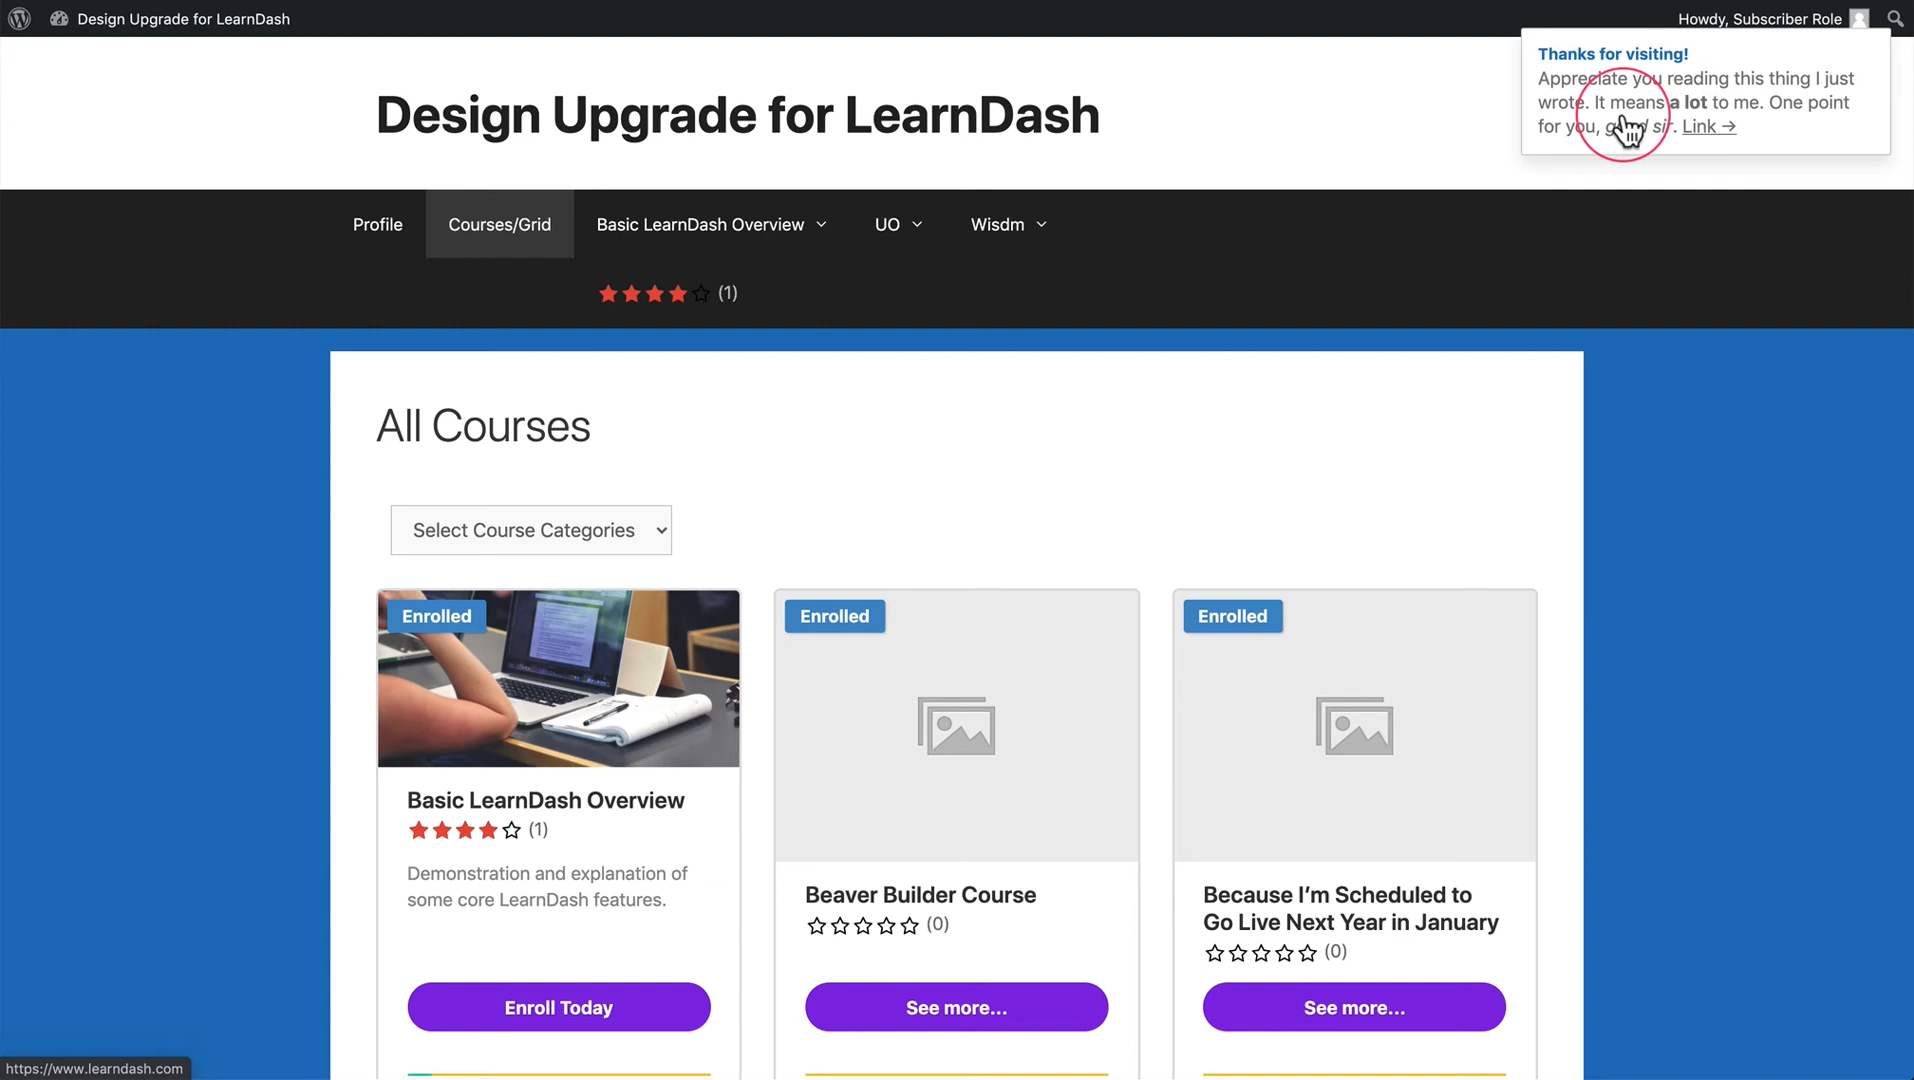 Design Upgrade for LearnDash
Howdy, Subscriber Role
Thanks for visiting!
Appreciate you reading this thing I just
wrote. It means a lot to me. One point
for you, sir. Link →
Design Upgrade for LearnDash
Profile
Courses/Grid
Basic LearnDash Overview
UO
Wisdm
(1)
All Courses
Select Course Categories
Enrolled
Enrolled
Enrolled
Basic LearnDash Overview
(1)
Demonstration and explanation of
some core LearnDash features.
Enroll Today
Beaver Builder Course
(0)
See more...
Because I’m Scheduled to
Go Live Next Year in January
(0)
See more...
https://www.learndash.com